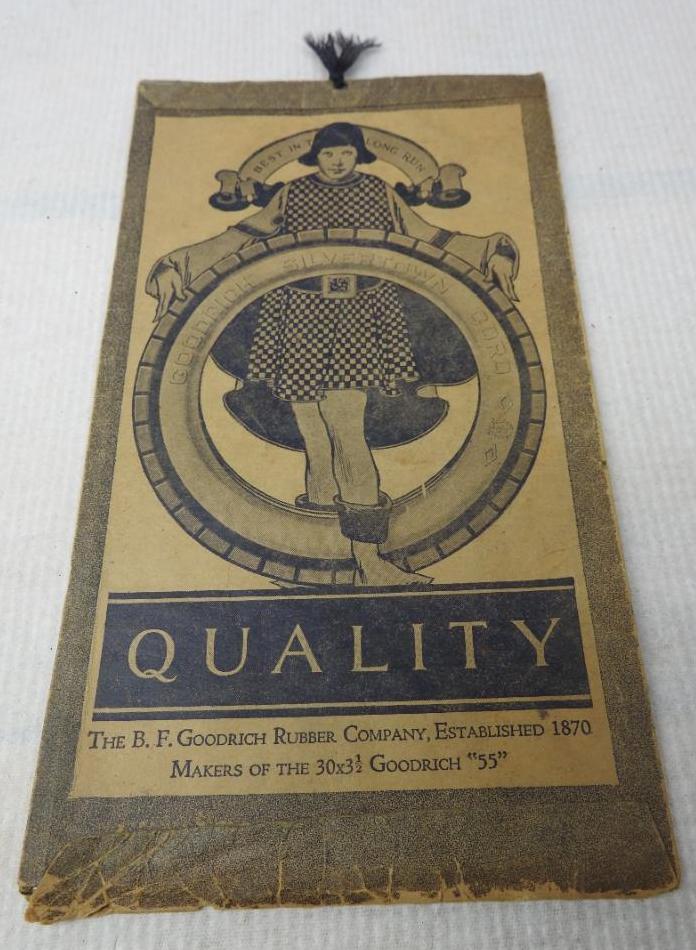 BEST IN THE LONG RUN
GOODRICH SILVERTOWN CORD
QUALITY
THE B. F. GOODRICH RUBBER COMPANY, ESTABLISHED 1870
MAKERS OF THE 30x3½ GOODRICH "55"